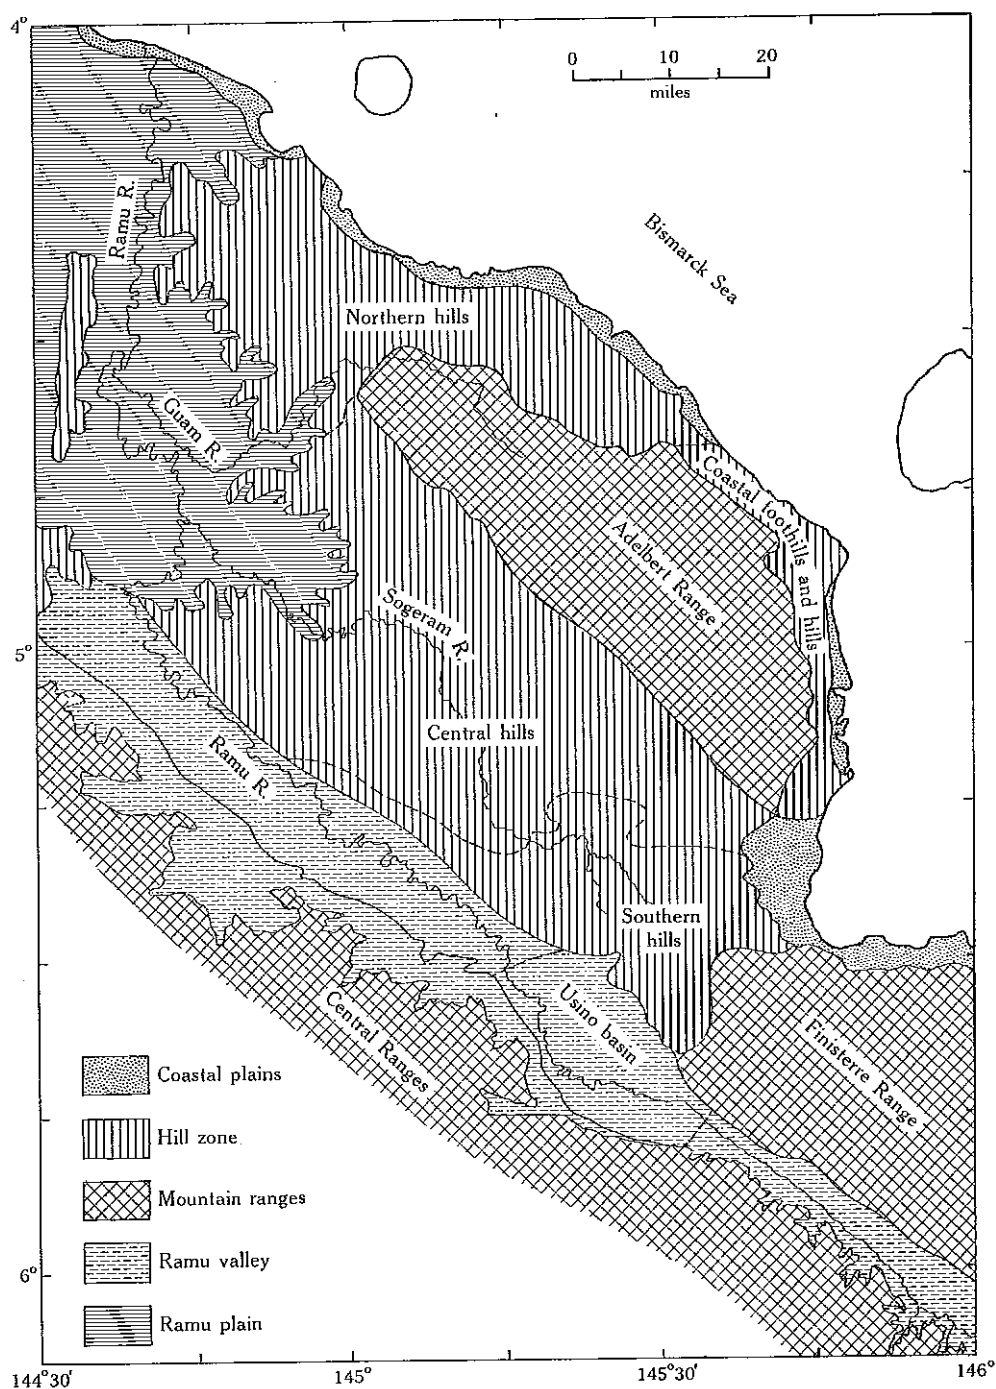 4°
0 10 20
miles
Ramu R.
Bismarck
Sea
Northern hills
Guam R.
Coastal foothills and hills
Adelbert Range
Sogeram R.
5°
Central hills
Ramu R.
Southern
hills
Usino basin
Central Ranges
Finisterre Range
Coastal plains
Hill zone
Mountain ranges
Ramu valley
6°
Ramu plain
144°30'
145°
145°30'
146°